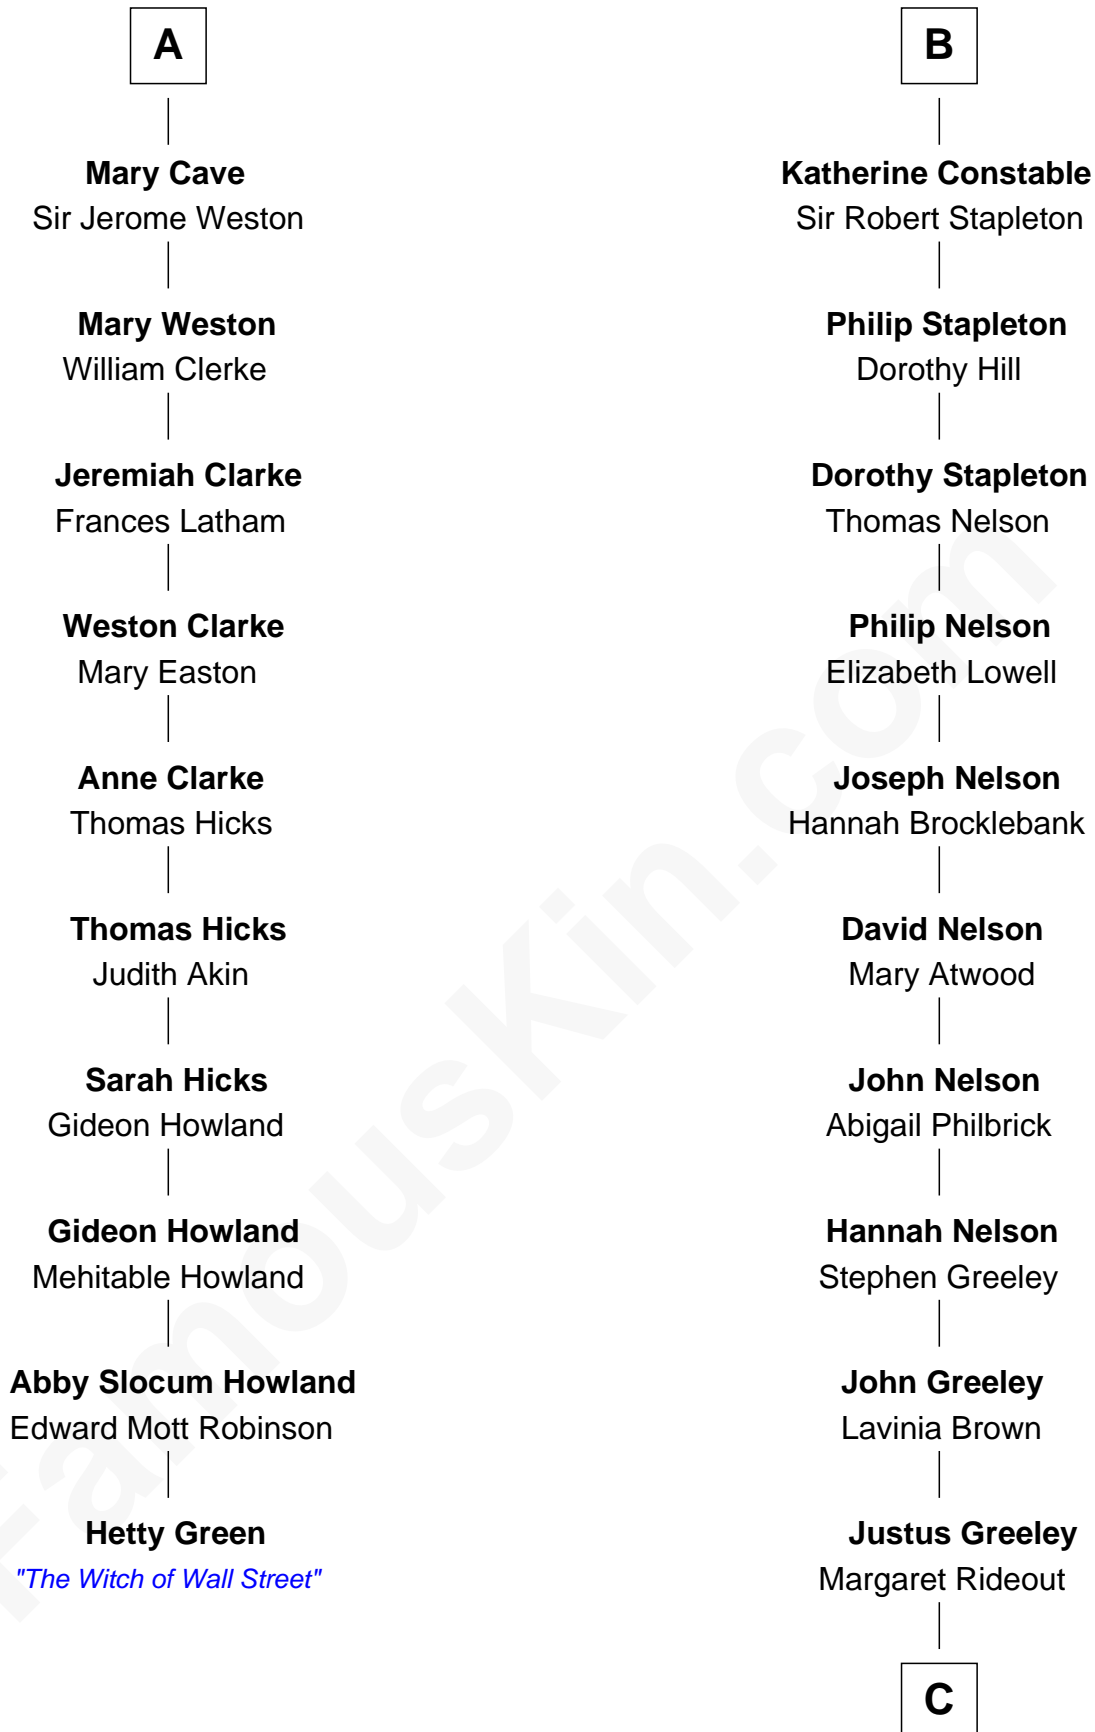 A
Mary Cave
Sir Jerome Weston
Mary Weston
William Clerke
Jeremiah Clarke
Frances Latham
Weston Clarke
Mary Easton
Anne Clarke
Thomas Hicks
Thomas Hicks
Judith Akin
Sarah Hicks
Gideon Howland
Gideon Howland
Mehitable Howland
Abby Slocum Howland
Edward Mott Robinson
Hetty Green
"The Witch of Wall Street"
B
Katherine Constable
Sir Robert Stapleton
Philip Stapleton
Dorothy Hill
Dorothy Stapleton
Thomas Nelson
Philip Nelson
Elizabeth Lowell
Joseph Nelson
Hannah Brocklebank
David Nelson
Mary Atwood
John Nelson
Abigail Philbrick
Hannah Nelson
Stephen Greeley
John Greeley
Lavinia Brown
Justus Greeley
Margaret Rideout
C
FamousKin.com